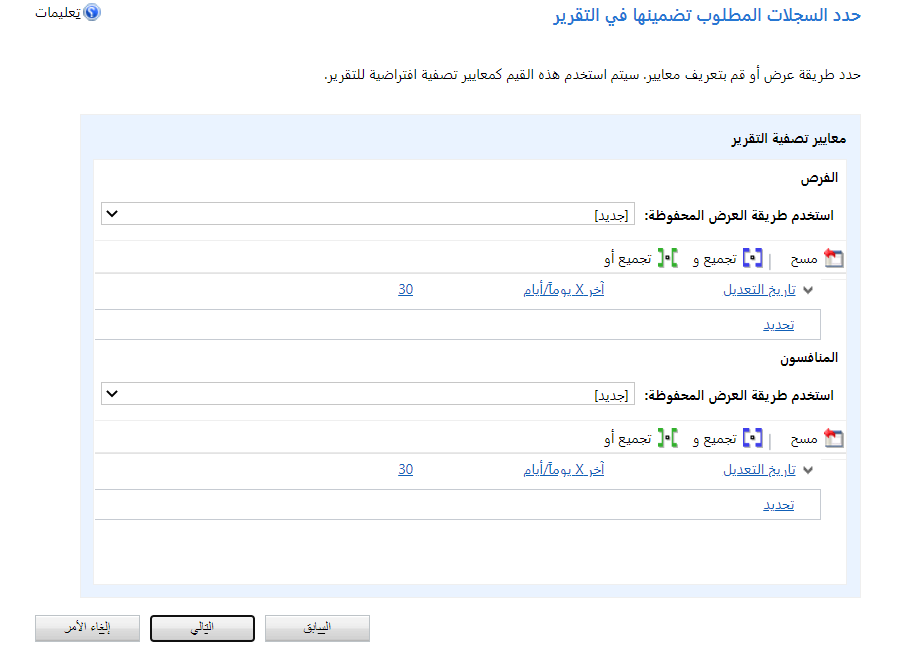 حدد السجلات المطلوب تضمينها في التقرير
تعليمات
حدد طريقة عرض أو قم بتعريف معايير. سيتم استخدم هذه القيم كمعايير تصفية افتراضية للتقرير.
معايير تصفية التقرير
الفرص
استخدم طريقة العرض المحفوظة: [جديد]
مسح | تجميع و تجميع أو
تاريخ التعديل آخر X يوماً/أيام 30
تحديد
المنافسون
استخدم طريقة العرض المحفوظة: [جديد]
مسح | تجميع و تجميع أو
تاريخ التعديل آخر X يوماً/أيام 30
تحديد
السابق التالي إلغاء الأمر